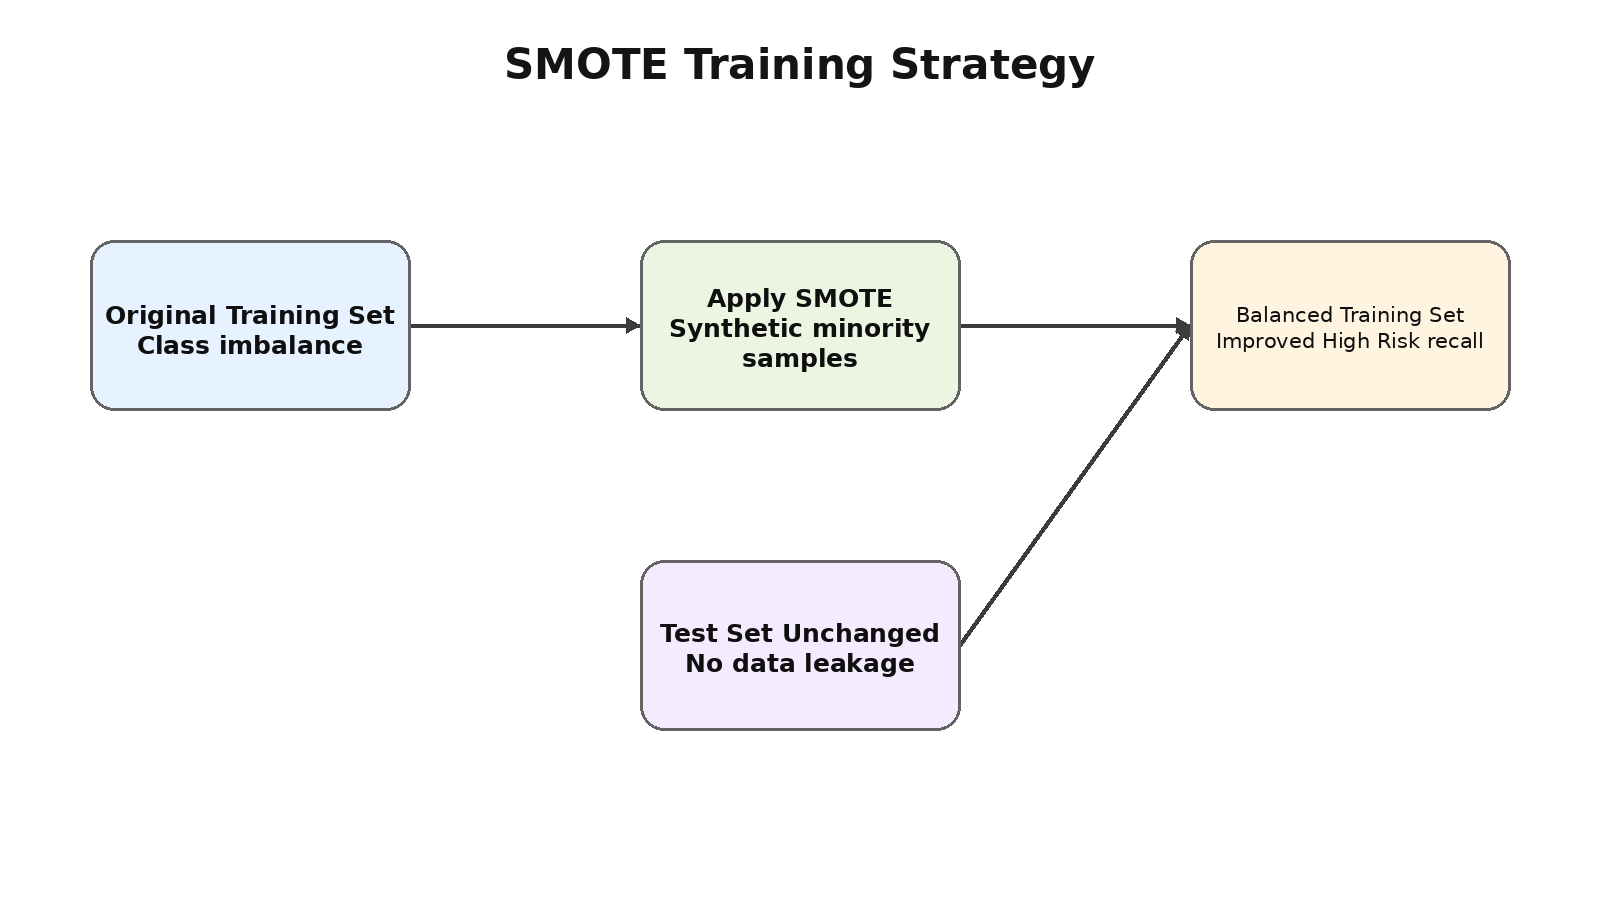 SMOTE Training Strategy
Original Training Set
Class imbalance
Apply SMOTE
Synthetic minority
samples
Balanced Training Set
Improved High Risk recall
Test Set Unchanged
No data leakage